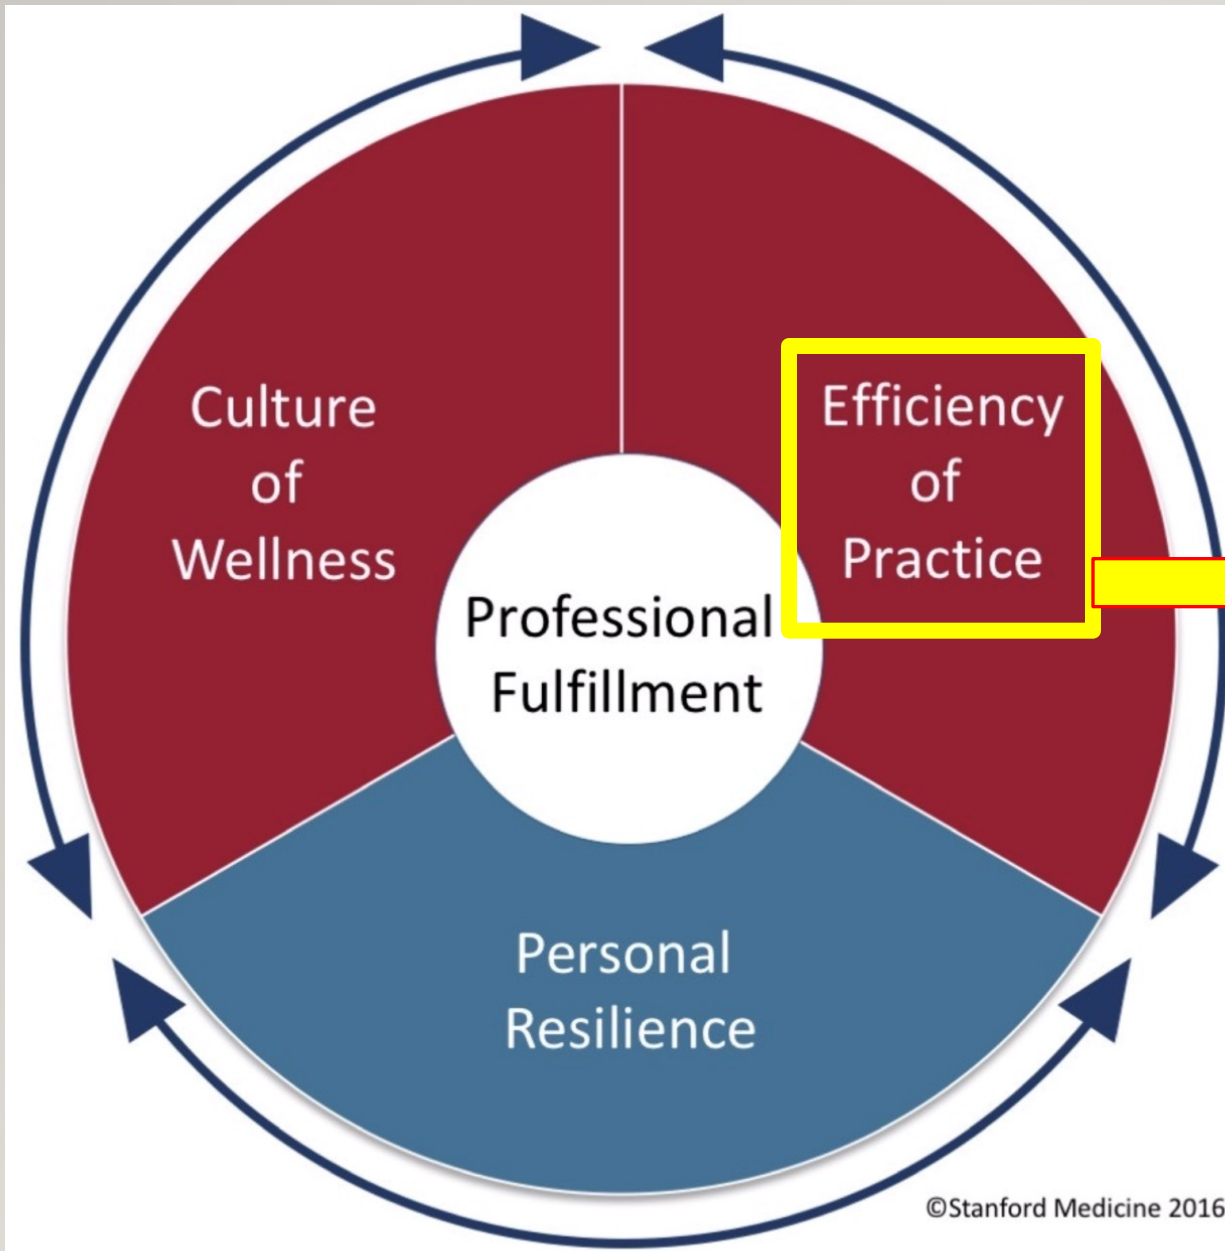 Culture
of
Wellness
Efficiency
of
Practice
Professional
Fulfillment
Personal
Resilience
©Stanford Medicine 2016